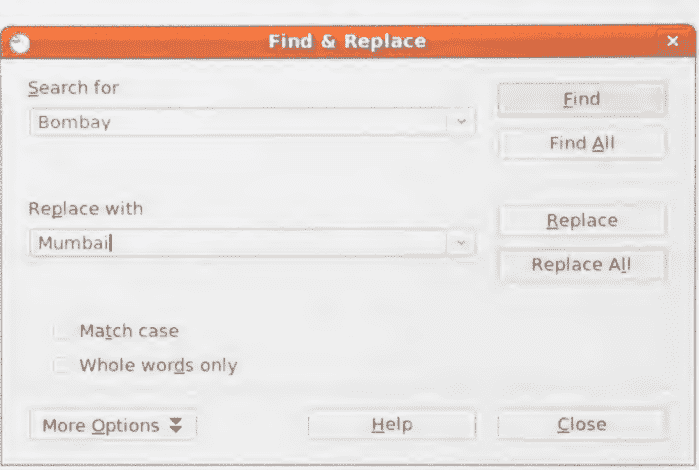 Find & Replace
Search for
Bombay
Find
Find All
Replace with
Mumbai
Replace
Replace All
Match case
Whole words only
More Options
Help
Close